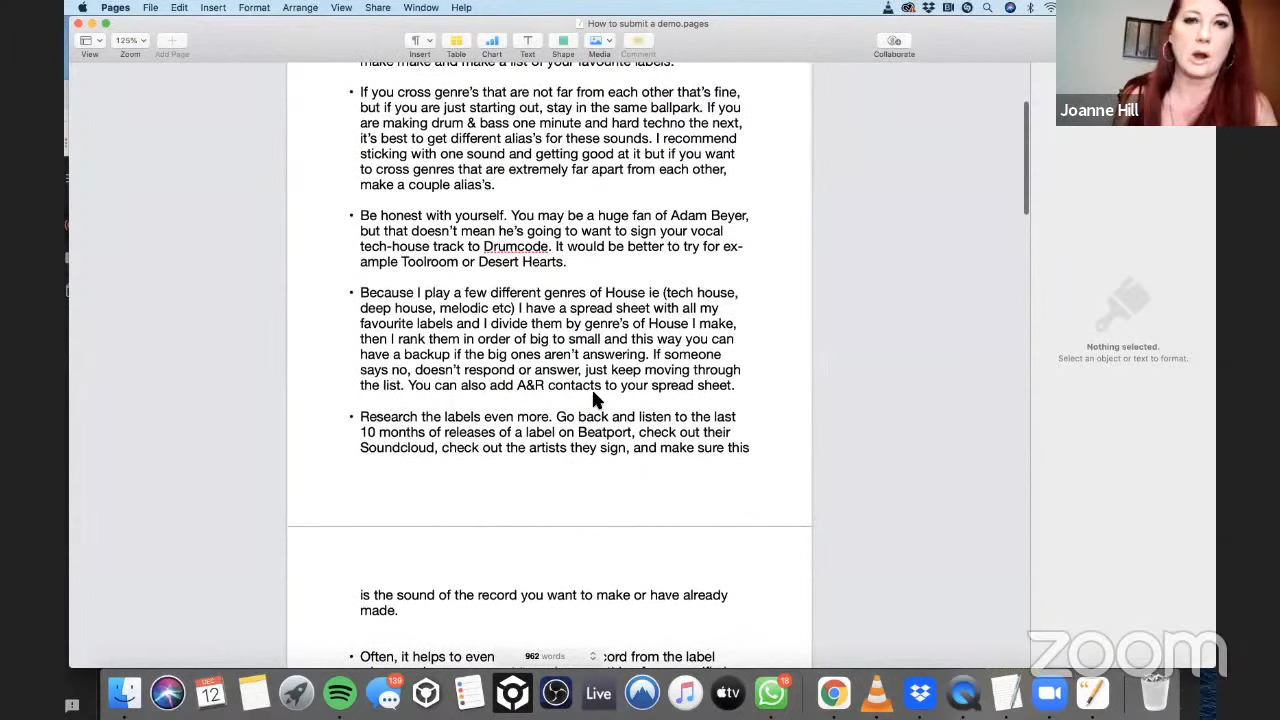 Pages File Edit Insert Format Arrange View Share Window Help
How to submit a demo.pages
125%
View Zoom Add Page Insert Table Chart Text Shape Media Comment Collaborate
Joanne Hill
make make and make a list of your favourite labels.
• If you cross genre's that are not far from each other that's fine,
but if you are just starting out, stay in the same ballpark. If you
are making drum & bass one minute and hard techno the next,
it's best to get different alias's for these sounds. I recommend
sticking with one sound and getting good at it but if you want
to cross genres that are extremely far apart from each other,
make a couple alias's.
• Be honest with yourself. You may be a huge fan of Adam Beyer,
but that doesn't mean he's going to want to sign your vocal
tech-house track to Drumcode. It would be better to try for ex-
ample Toolroom or Desert Hearts.
• Because I play a few different genres of House ie (tech house,
deep house, melodic etc) I have a spread sheet with all my
favourite labels and I divide them by genre's of House I make,
then I rank them in order of big to small and this way you can
have a backup if the big ones aren't answering. If someone
says no, doesn't respond or answer, just keep moving through
the list. You can also add A&R contacts to your spread sheet.
• Research the labels even more. Go back and listen to the last
10 months of releases of a label on Beatport, check out their
Soundcloud, check out the artists they sign, and make sure this
Nothing selected.
Select an object or text to format.
is the sound of the record you want to make or have already
made.
• Often, it helps to even
962 words
cord from the label
zoom
DEC
12
139
Live
tv
18